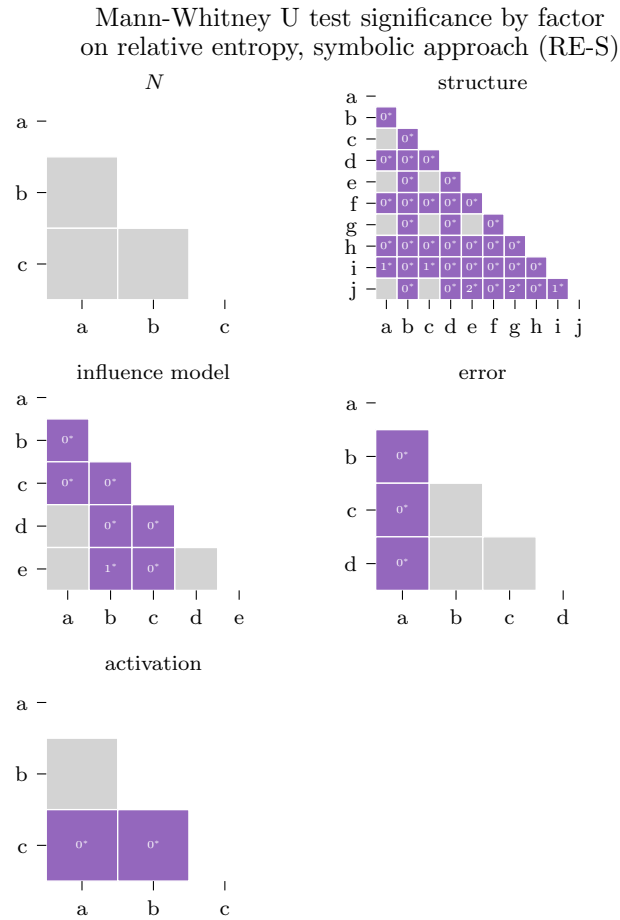 Mann-Whitney U test significance by factor
on relative entropy, symbolic approach (RE-S)
N
a
b
c
a b c
structure
a
b 0*
c 0*
d 0* 0* 0*
e 0* 0*
f 0* 0* 0* 0* 0*
g 0* 0* 0*
h 0* 0* 0* 0* 0* 0* 0*
i 1* 0* 1* 0* 0* 0* 0* 0*
j 0* 0* 2* 0* 2* 0* 1*
a b c d e f g h i j
influence model
a
b 0*
c 0* 0*
d 0* 0*
e 1* 0*
a b c d e
error
a
b 0*
c 0*
d 0*
a b c d
activation
a
b
c 0* 0*
a b c